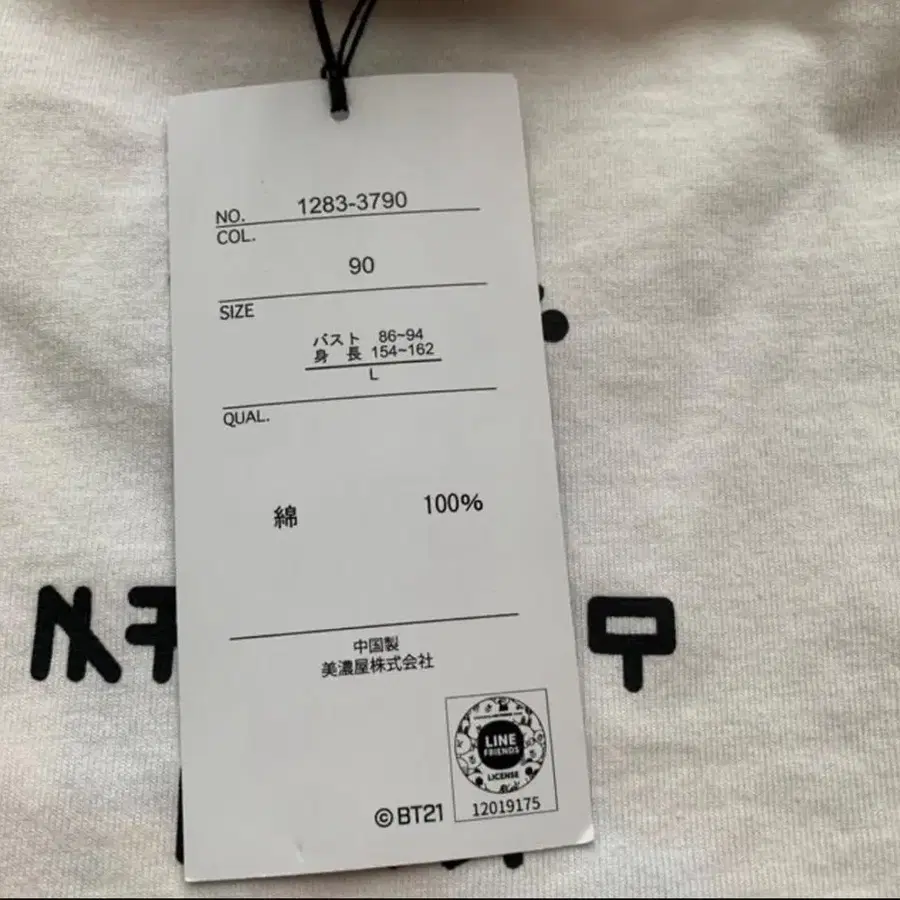 NO. 1283-3790
COL.
90
SIZE
バスト 86~94
身 長 154~162
L
QUAL.
綿 100%
中国製
美濃屋株式会社
LINE
FRIENDS
LICENSE
©BT21
12019175